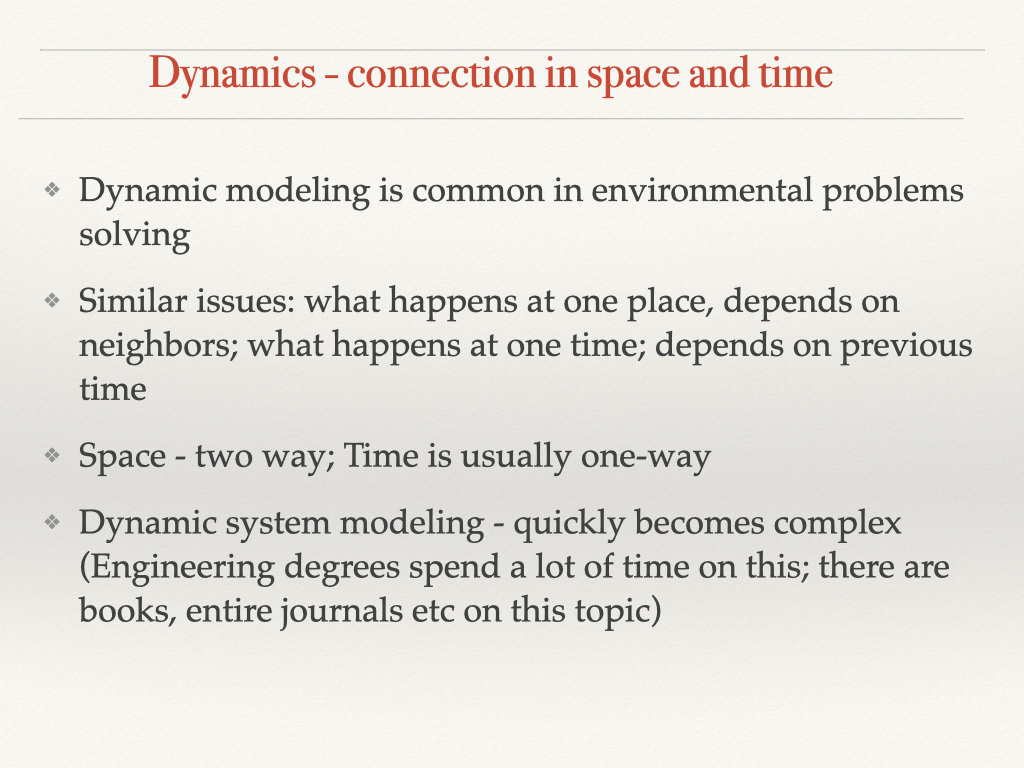 Dynamics - connection in space and time
❖ Dynamic modeling is common in environmental problems
solving
❖ Similar issues: what happens at one place, depends on
neighbors; what happens at one time; depends on previous
time
❖ Space - two way; Time is usually one-way
❖ Dynamic system modeling - quickly becomes complex
(Engineering degrees spend a lot of time on this; there are
books, entire journals etc on this topic)